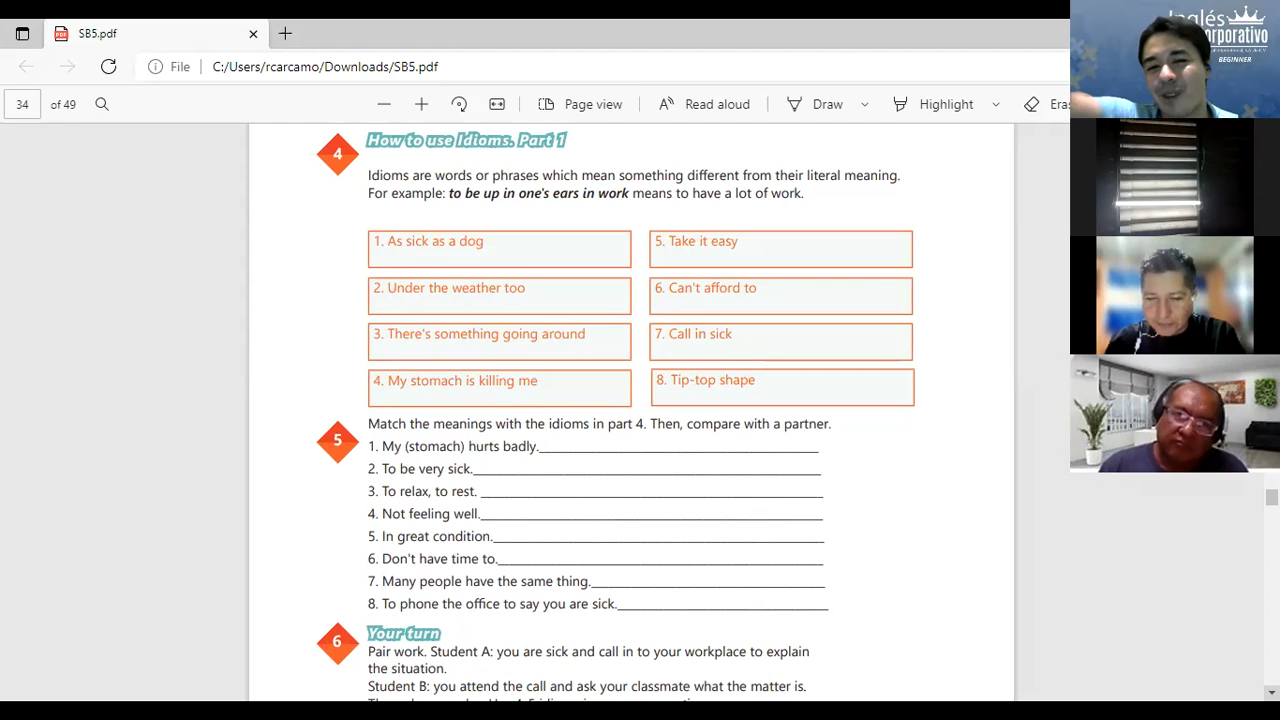 SB5.pdf
File
C:/Users/rcarcamo/Downloads/SB5.pdf
34 of 49
Page view
Read aloud
Draw
Highlight
Eras
Inglés
orporativo
BEGINNER
4
How to use Idioms. Part 1
Idioms are words or phrases which mean something different from their literal meaning.
For example: to be up in one's ears in work means to have a lot of work.
1. As sick as a dog
5. Take it easy
2. Under the weather too
6. Can't afford to
3. There's something going around
7. Call in sick
4. My stomach is killing me
8. Tip-top shape
5
Match the meanings with the idioms in part 4. Then, compare with a partner.
1. My (stomach) hurts badly.
2. To be very sick.
3. To relax, to rest.
4. Not feeling well.
5. In great condition.
6. Don't have time to.
7. Many people have the same thing.
8. To phone the office to say you are sick.
6
Your turn
Pair work. Student A: you are sick and call in to your workplace to explain
the situation.
Student B: you attend the call and ask your classmate what the matter is.